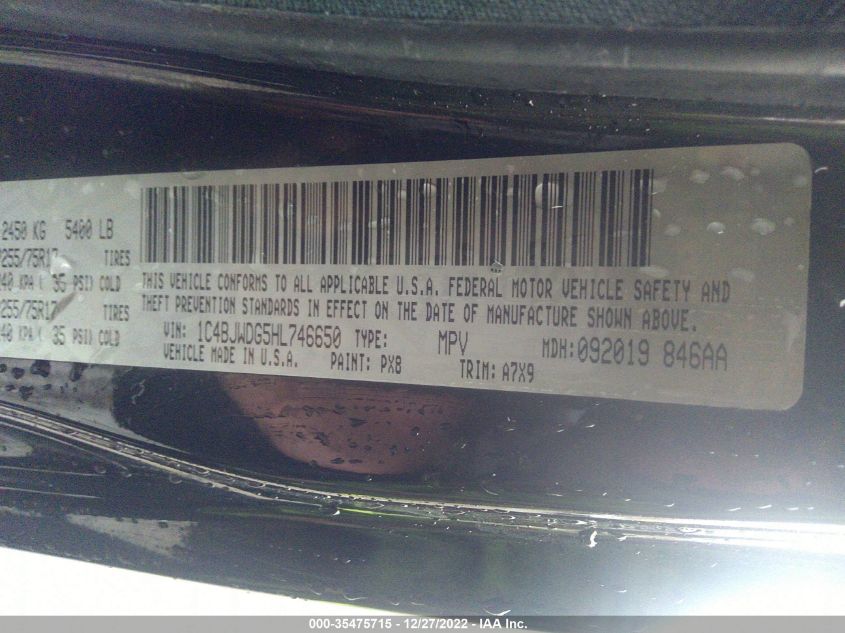 2450 KG 5400 LB
255/75R17 TIRES
240 KPA ( 35 PSI) COLD
255/75R17 TIRES
240 KPA ( 35 PSI) COLD
THIS VEHICLE CONFORMS TO ALL APPLICABLE U.S.A. FEDERAL MOTOR VEHICLE SAFETY AND
THEFT PREVENTION STANDARDS IN EFFECT ON THE DATE OF MANUFACTURE SHOWN ABOVE.
VIN: 1C4BJWDG5HL746650 TYPE: MPV MDH:092019 846AA
VEHICLE MADE IN U.S.A. PAINT: PX8 TRIM: A7X9
000-35475715 - 12/27/2022 - IAA Inc.